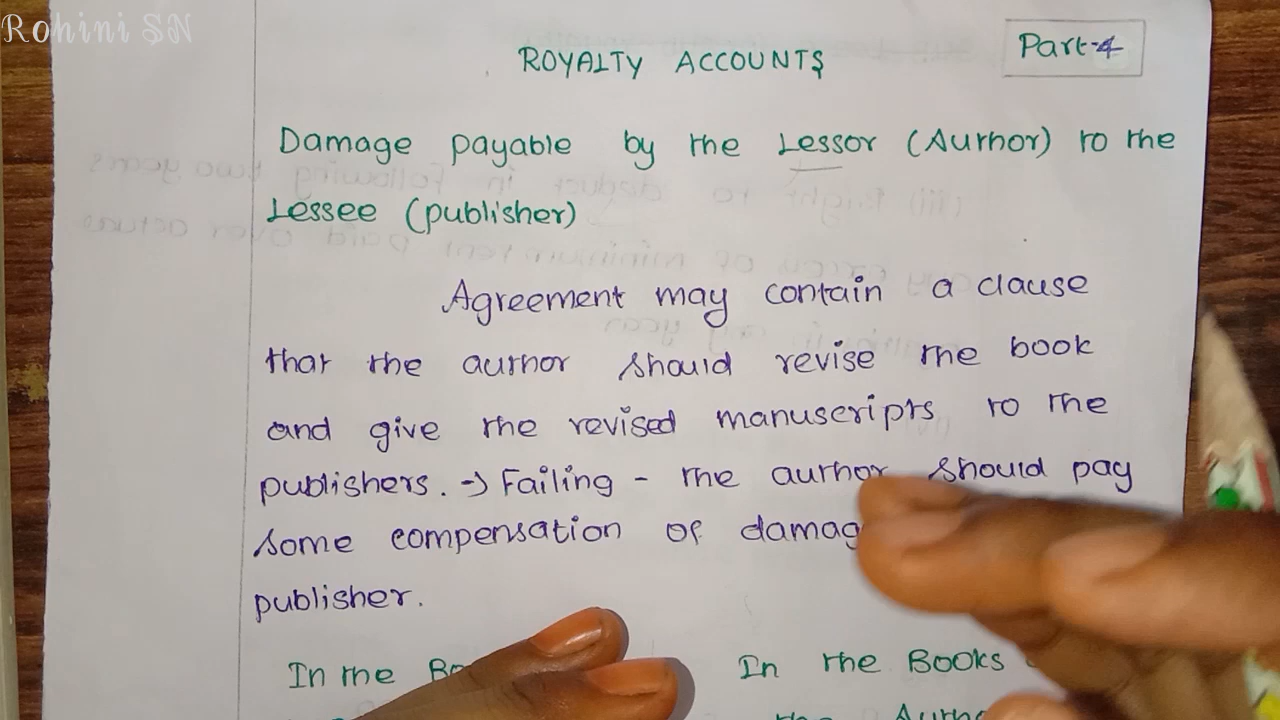 Rohini SN
ROYALTY ACCOUNTS
Part-4
Damage payable by the Lessor (Author) to the
Lessee (publisher)
Agreement may contain a clause
that the author should revise the book
and give the revised manuscripts to the
publishers. → Failing - the author should pay
some compensation of
publisher.
In the
In the Books
the